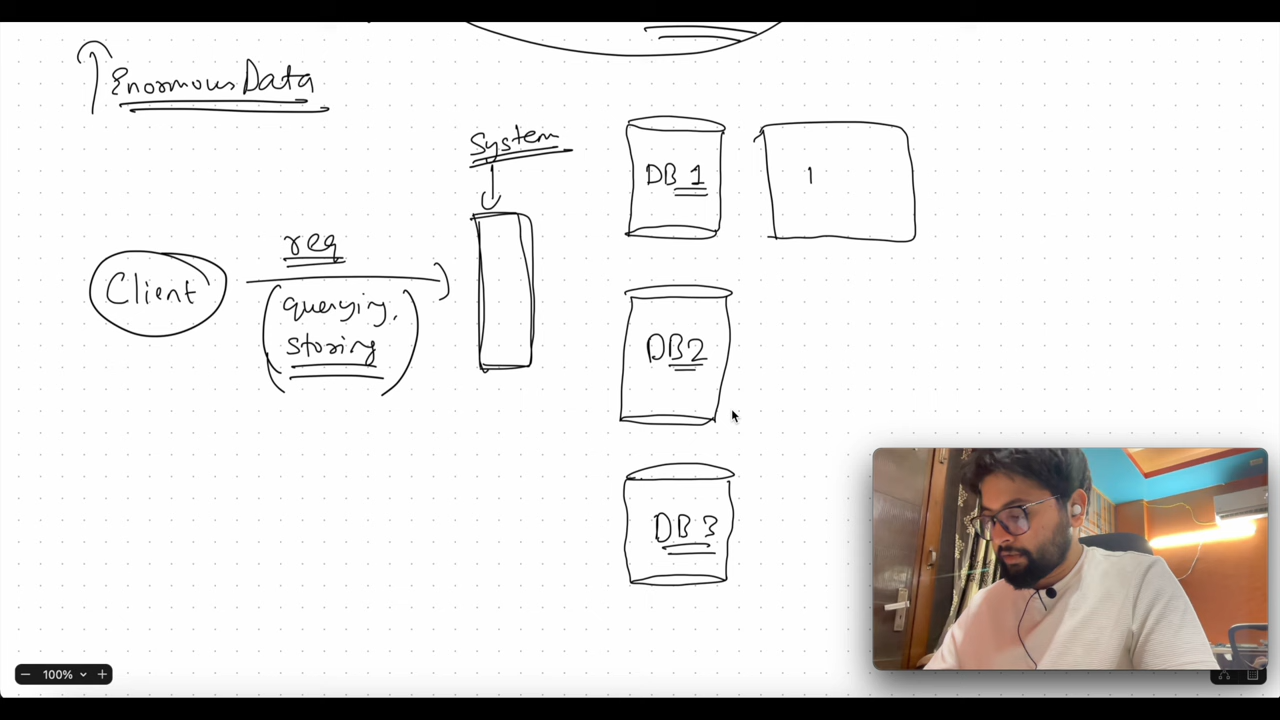 Enormous Data
System
DB 1
1
req
Client
querying,
storing
DB2
DB 3
100%